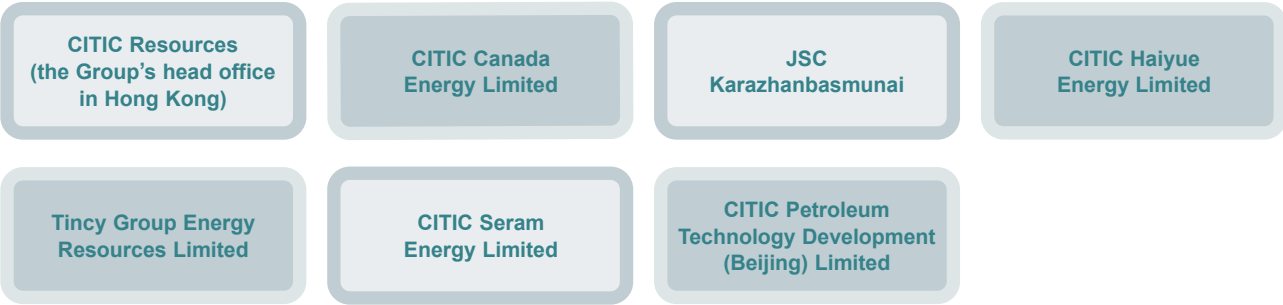 CITIC Resources
(the Group's head office
in Hong Kong)
CITIC Canada
Energy Limited
JSC
Karazhanbasmunai
CITIC Haiyue
Energy Limited
Tincy Group Energy
Resources Limited
CITIC Seram
Energy Limited
CITIC Petroleum
Technology Development
(Beijing) Limited